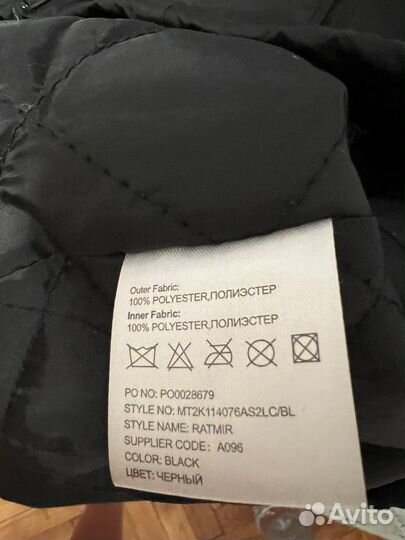 Outer Fabric:
100% POLYESTER,ПОЛИЭСТЕР
Inner Fabric:
100% POLYESTER,ПОЛИЭСТЕР
PO NO: PO0028679
STYLE NO: MT2K114076AS2LC/BL
STYLE NAME: RATMIR
SUPPLIER CODE: A096
COLOR: BLACK
ЦВЕТ: ЧЕРНЫЙ
Avito